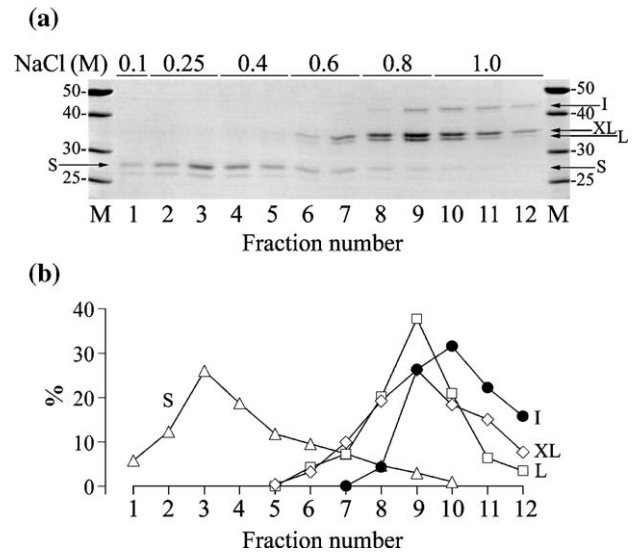 (a)
NaCl (M) 0.1 0.25 0.4 0.6 0.8 1.0
50- -50
40- -40 I
30- -30 XL L
S S
25- -25
M 1 2 3 4 5 6 7 8 9 10 11 12 M
Fraction number
(b)
40
30
20
10
0
%
S
I
XL
L
1 2 3 4 5 6 7 8 9 10 11 12
Fraction number